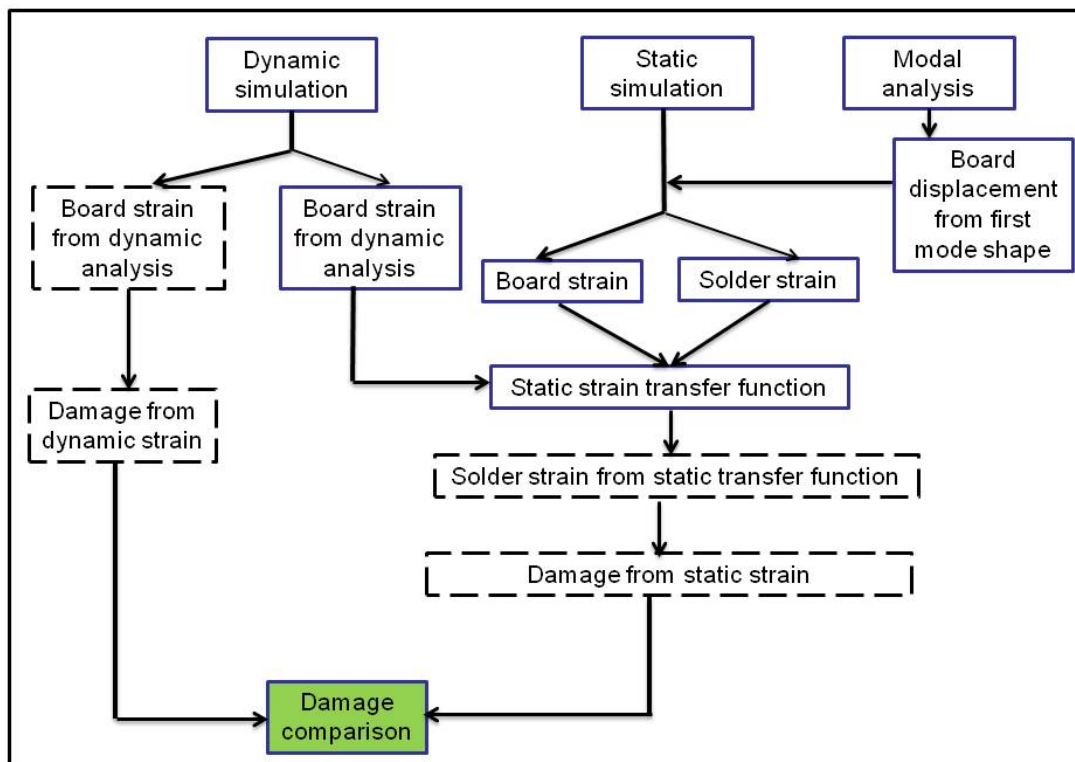 Dynamic
simulation
Static
simulation
Modal
analysis
Board strain
from dynamic
analysis
Board strain
from dynamic
analysis
Board
displacement
from first
mode shape
Board strain
Solder strain
Static strain transfer function
Damage from
dynamic strain
Solder strain from static transfer function
Damage from static strain
Damage
comparison